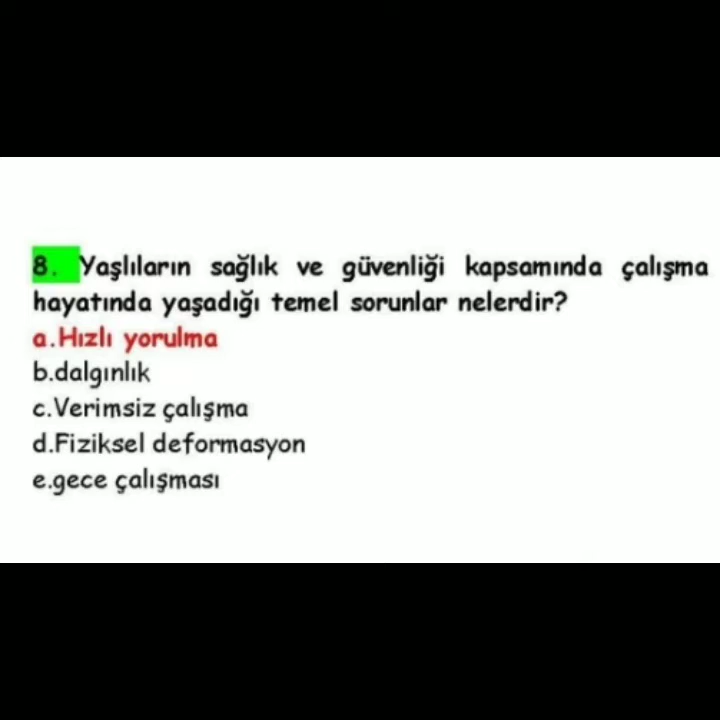 8. Yaşlıların sağlık ve güvenliği kapsamında çalışma
hayatında yaşadığı temel sorunlar nelerdir?
a.Hızlı yorulma
b.dalgınlık
c.Verimsiz çalışma
d.Fiziksel deformasyon
e.gece çalışması